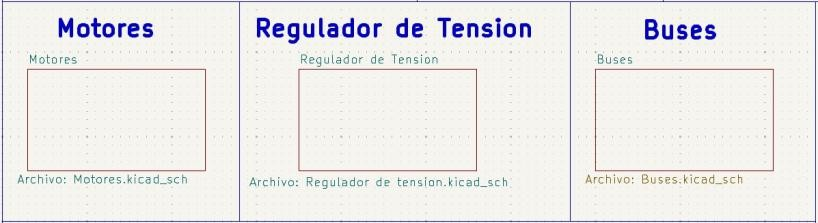 Motores
Regulador de Tension
Buses
Motores
Regulador de Tension
Buses
Archivo: Motores.kicad_sch
Archivo: Regulador de tension.kicad_sch
Archivo: Buses.kicad_sch